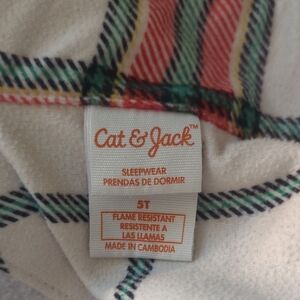 Cat & Jack™
SLEEPWEAR
PRENDAS DE DORMIR
5T
FLAME RESISTANT
RESISTENTE A
LAS LLAMAS
MADE IN CAMBODIA